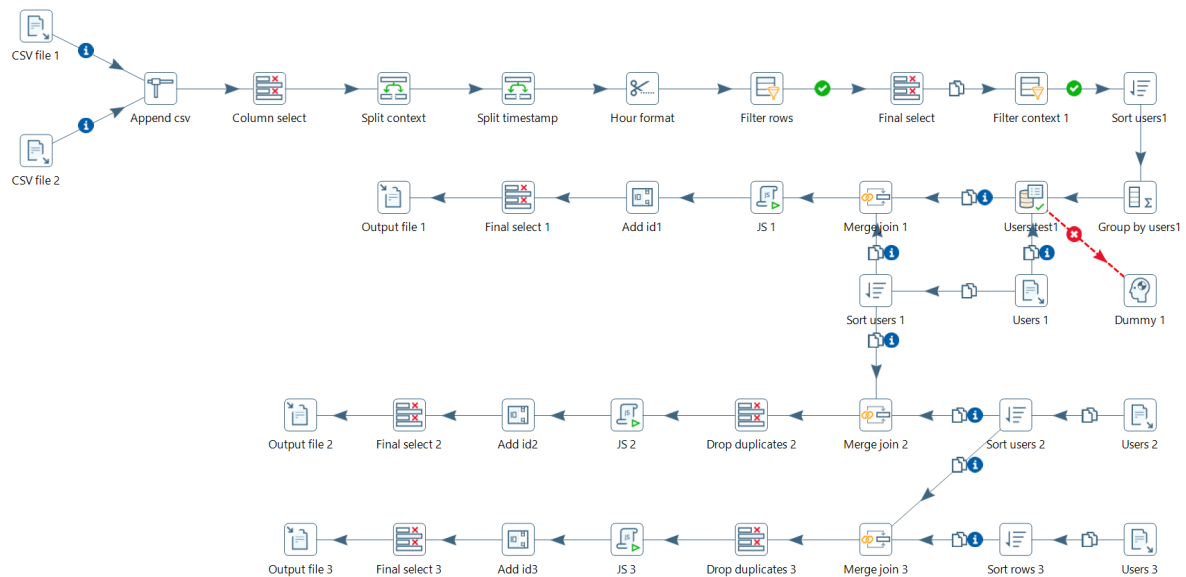 CSV file 1
CSV file 2
Append csv
Column select
Split context
Split timestamp
Hour format
Filter rows
Final select
Filter context 1
Sort users1
Output file 1
Final select 1
Add id1
JS 1
Merge join 1
Users test1
Group by users1
Sort users 1
Users 1
Dummy 1
Output file 2
Final select 2
Add id2
JS 2
Drop duplicates 2
Merge join 2
Sort users 2
Users 2
Output file 3
Final select 3
Add id3
JS 3
Drop duplicates 3
Merge join 3
Sort rows 3
Users 3